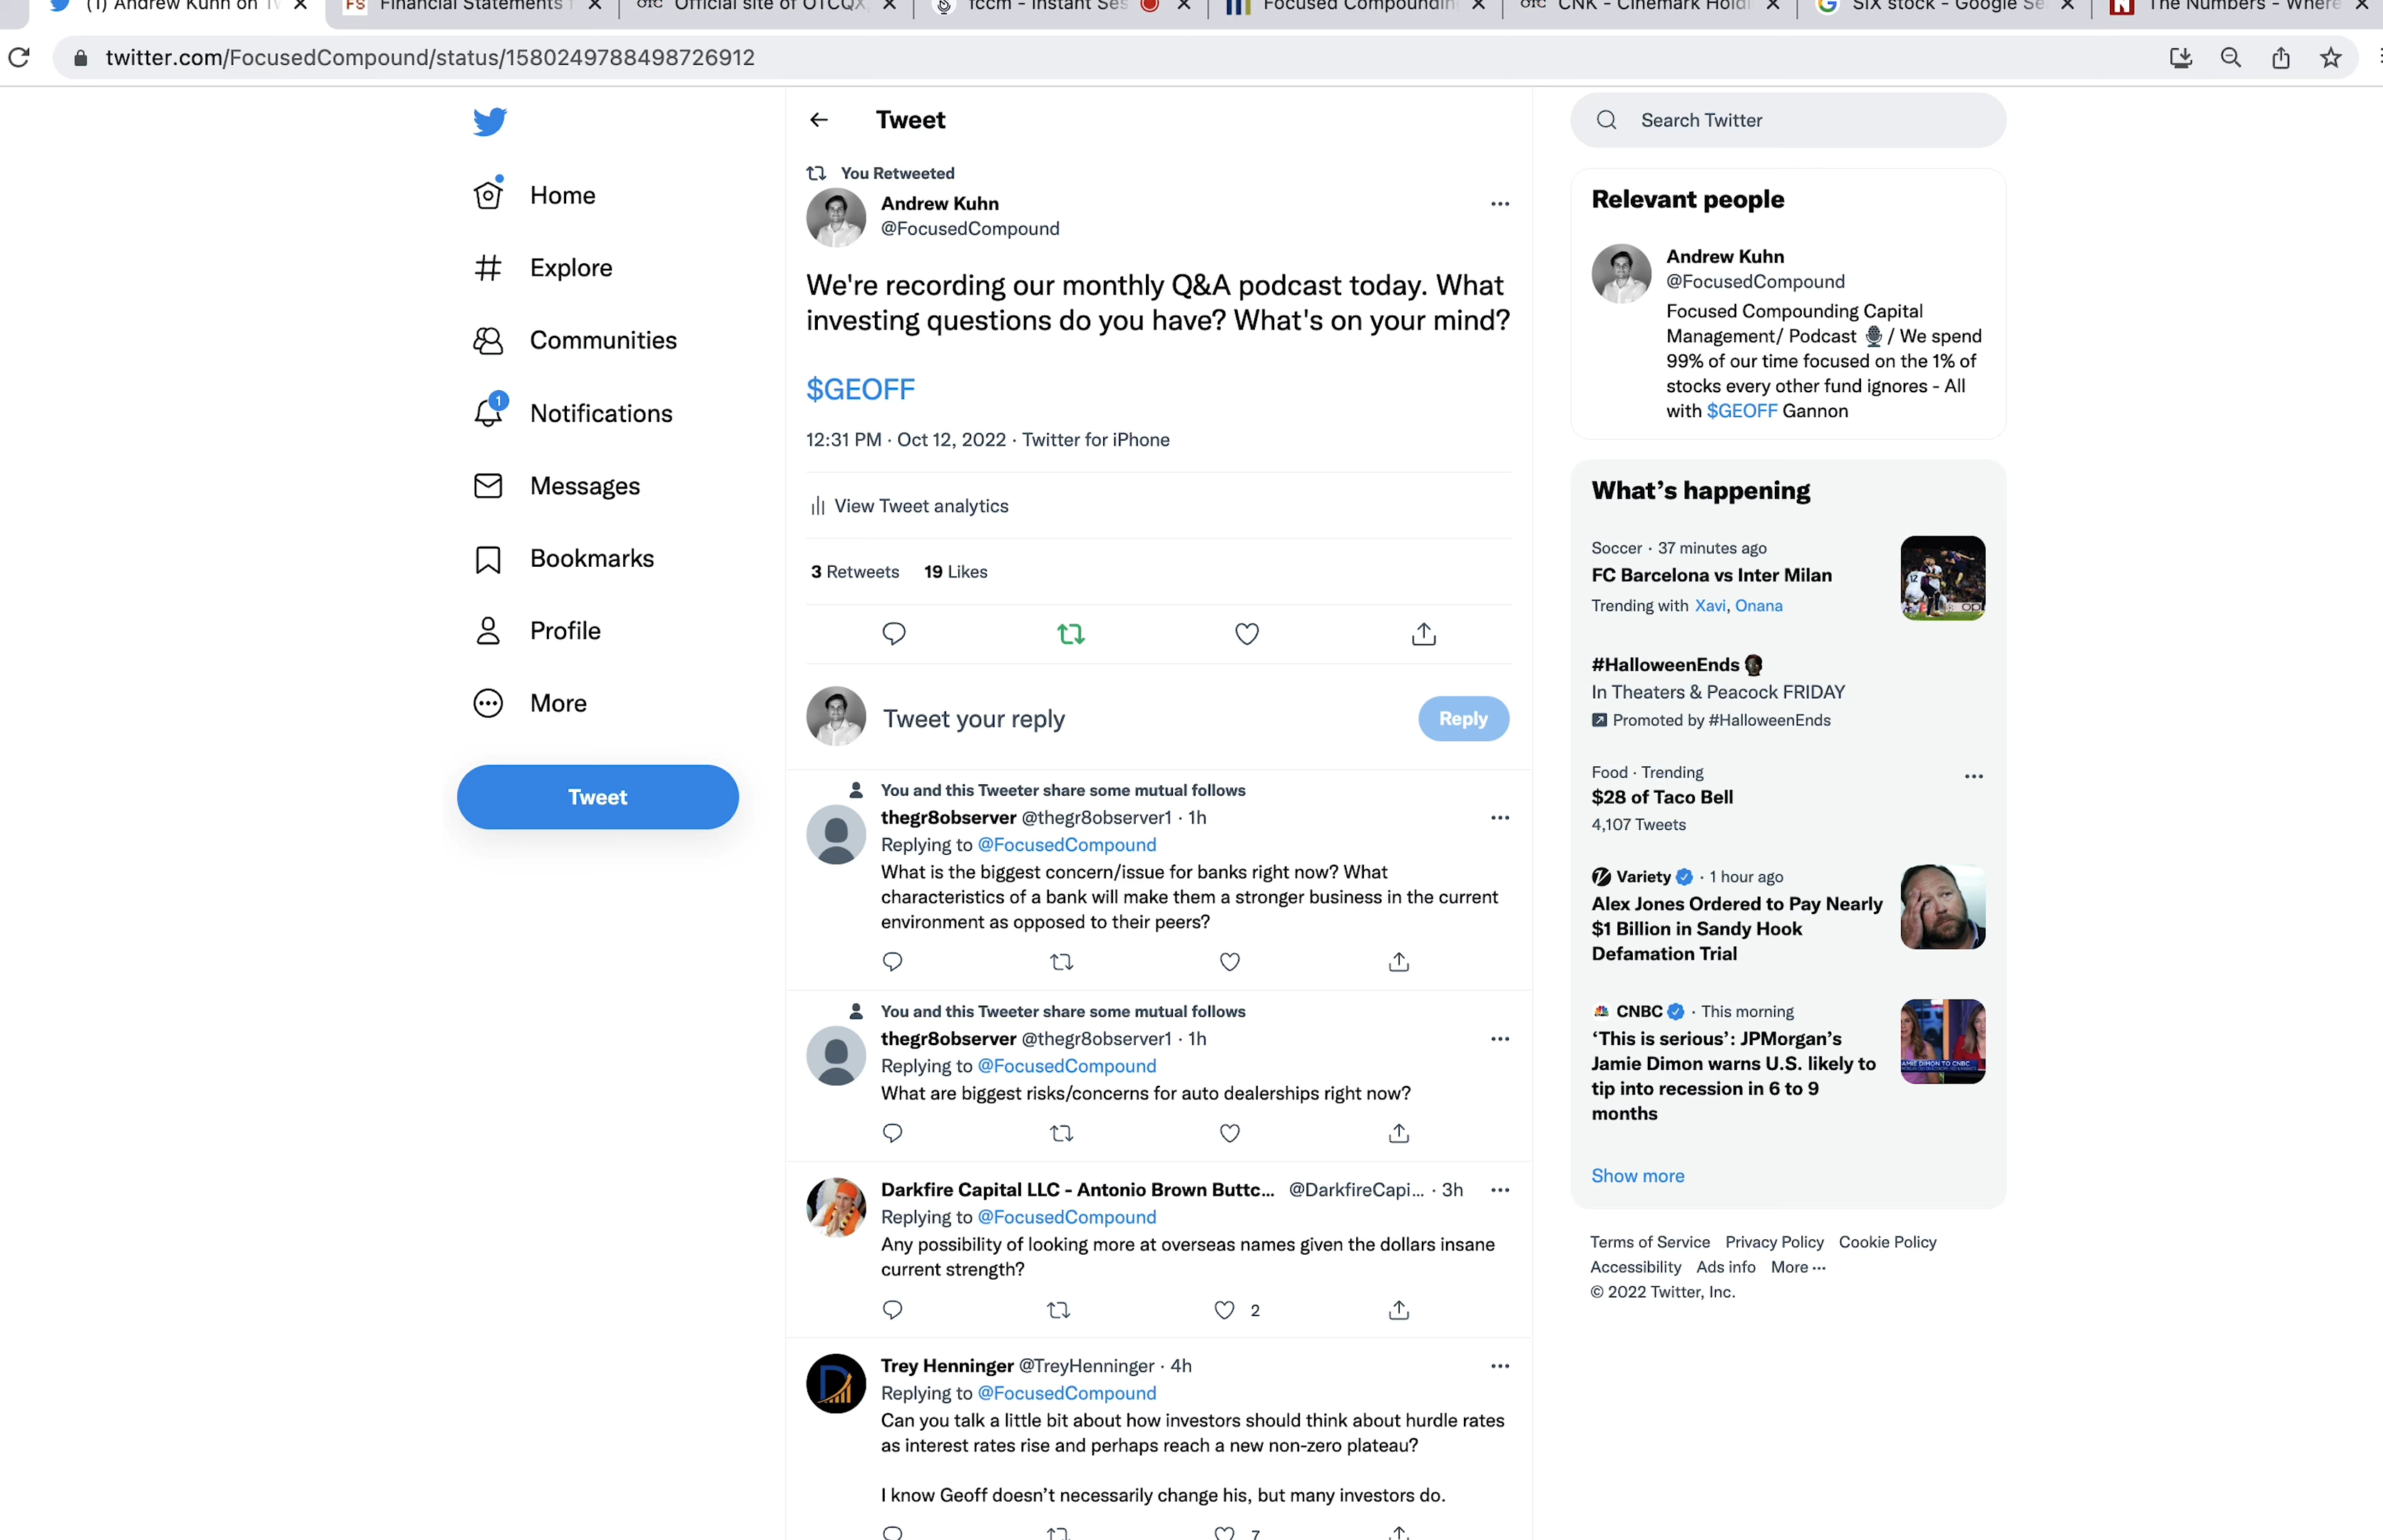 (1) Andrew Kuhn on Tw
Financial Statements
Official site of OTCQX,
fccm - Instant Ses
Focused Compounding
CNK - Cinemark Holdi
SIX stock - Google Se
The Numbers - Where
twitter.com/FocusedCompound/status/1580249788498726912
Home
Explore
Communities
1
Notifications
Messages
Bookmarks
Profile
More
Tweet
Tweet
You Retweeted
Andrew Kuhn
@FocusedCompound
We're recording our monthly Q&A podcast today. What
investing questions do you have? What's on your mind?
$GEOFF
12:31 PM · Oct 12, 2022 · Twitter for iPhone
View Tweet analytics
3 Retweets 19 Likes
Tweet your reply
Reply
You and this Tweeter share some mutual follows
thegr8observer @thegr8observer1 · 1h
Replying to @FocusedCompound
What is the biggest concern/issue for banks right now? What
characteristics of a bank will make them a stronger business in the current
environment as opposed to their peers?
You and this Tweeter share some mutual follows
thegr8observer @thegr8observer1 · 1h
Replying to @FocusedCompound
What are biggest risks/concerns for auto dealerships right now?
Darkfire Capital LLC - Antonio Brown Buttc... @DarkfireCapi... · 3h
Replying to @FocusedCompound
Any possibility of looking more at overseas names given the dollars insane
current strength?
2
Trey Henninger @TreyHenninger · 4h
Replying to @FocusedCompound
Can you talk a little bit about how investors should think about hurdle rates
as interest rates rise and perhaps reach a new non-zero plateau?
I know Geoff doesn't necessarily change his, but many investors do.
7
Search Twitter
Relevant people
Andrew Kuhn
@FocusedCompound
Focused Compounding Capital
Management/ Podcast 🎙️/ We spend
99% of our time focused on the 1% of
stocks every other fund ignores - All
with $GEOFF Gannon
What's happening
Soccer · 37 minutes ago
FC Barcelona vs Inter Milan
Trending with Xavi, Onana
#HalloweenEnds
In Theaters & Peacock FRIDAY
Promoted by #HalloweenEnds
Food · Trending
$28 of Taco Bell
4,107 Tweets
Variety · 1 hour ago
Alex Jones Ordered to Pay Nearly
$1 Billion in Sandy Hook
Defamation Trial
CNBC · This morning
'This is serious': JPMorgan's
Jamie Dimon warns U.S. likely to
tip into recession in 6 to 9
months
Show more
Terms of Service Privacy Policy Cookie Policy
Accessibility Ads info More ···
© 2022 Twitter, Inc.